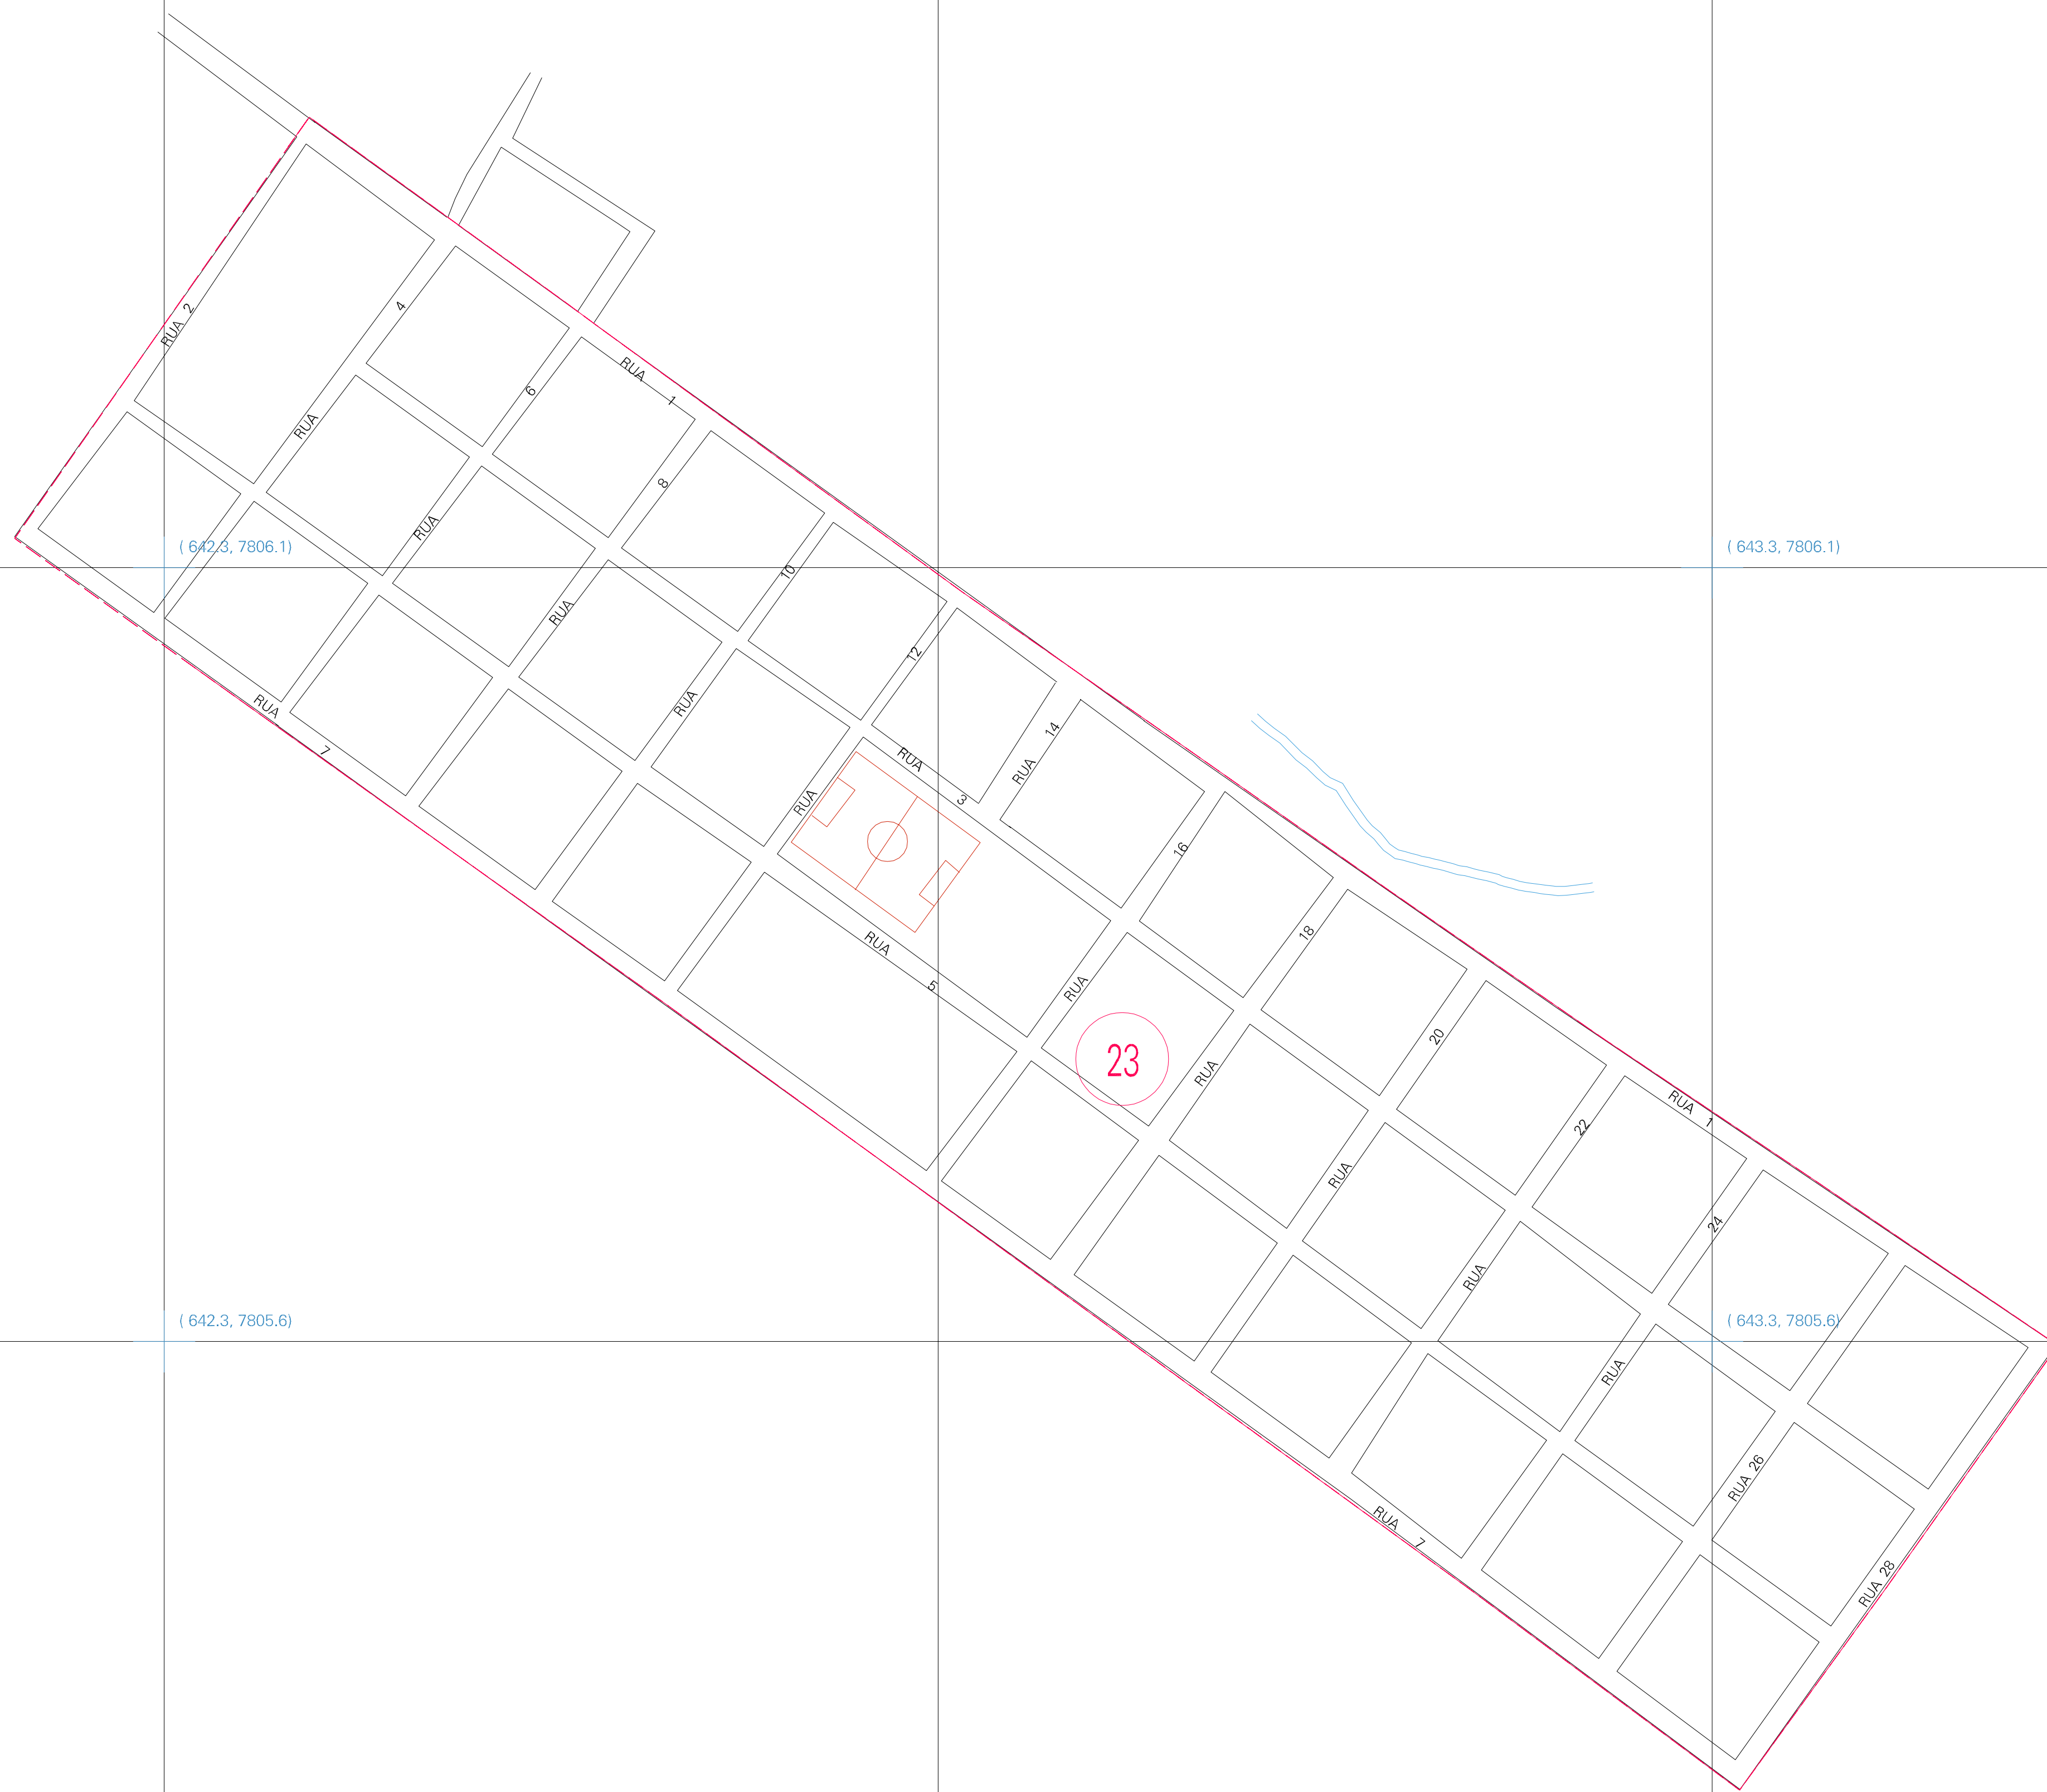 RUA 2
RUA 4
RUA 6
RUA 1
RUA 8
( 642.3, 7806.1)
( 643.3, 7806.1)
RUA 10
RUA 12
RUA 7
RUA 14
RUA 3
RUA 16
RUA 18
RUA 5
RUA 20
23
RUA 22
RUA 1
RUA 24
( 642.3, 7805.6)
( 643.3, 7805.6)
RUA 26
RUA 7
RUA 28